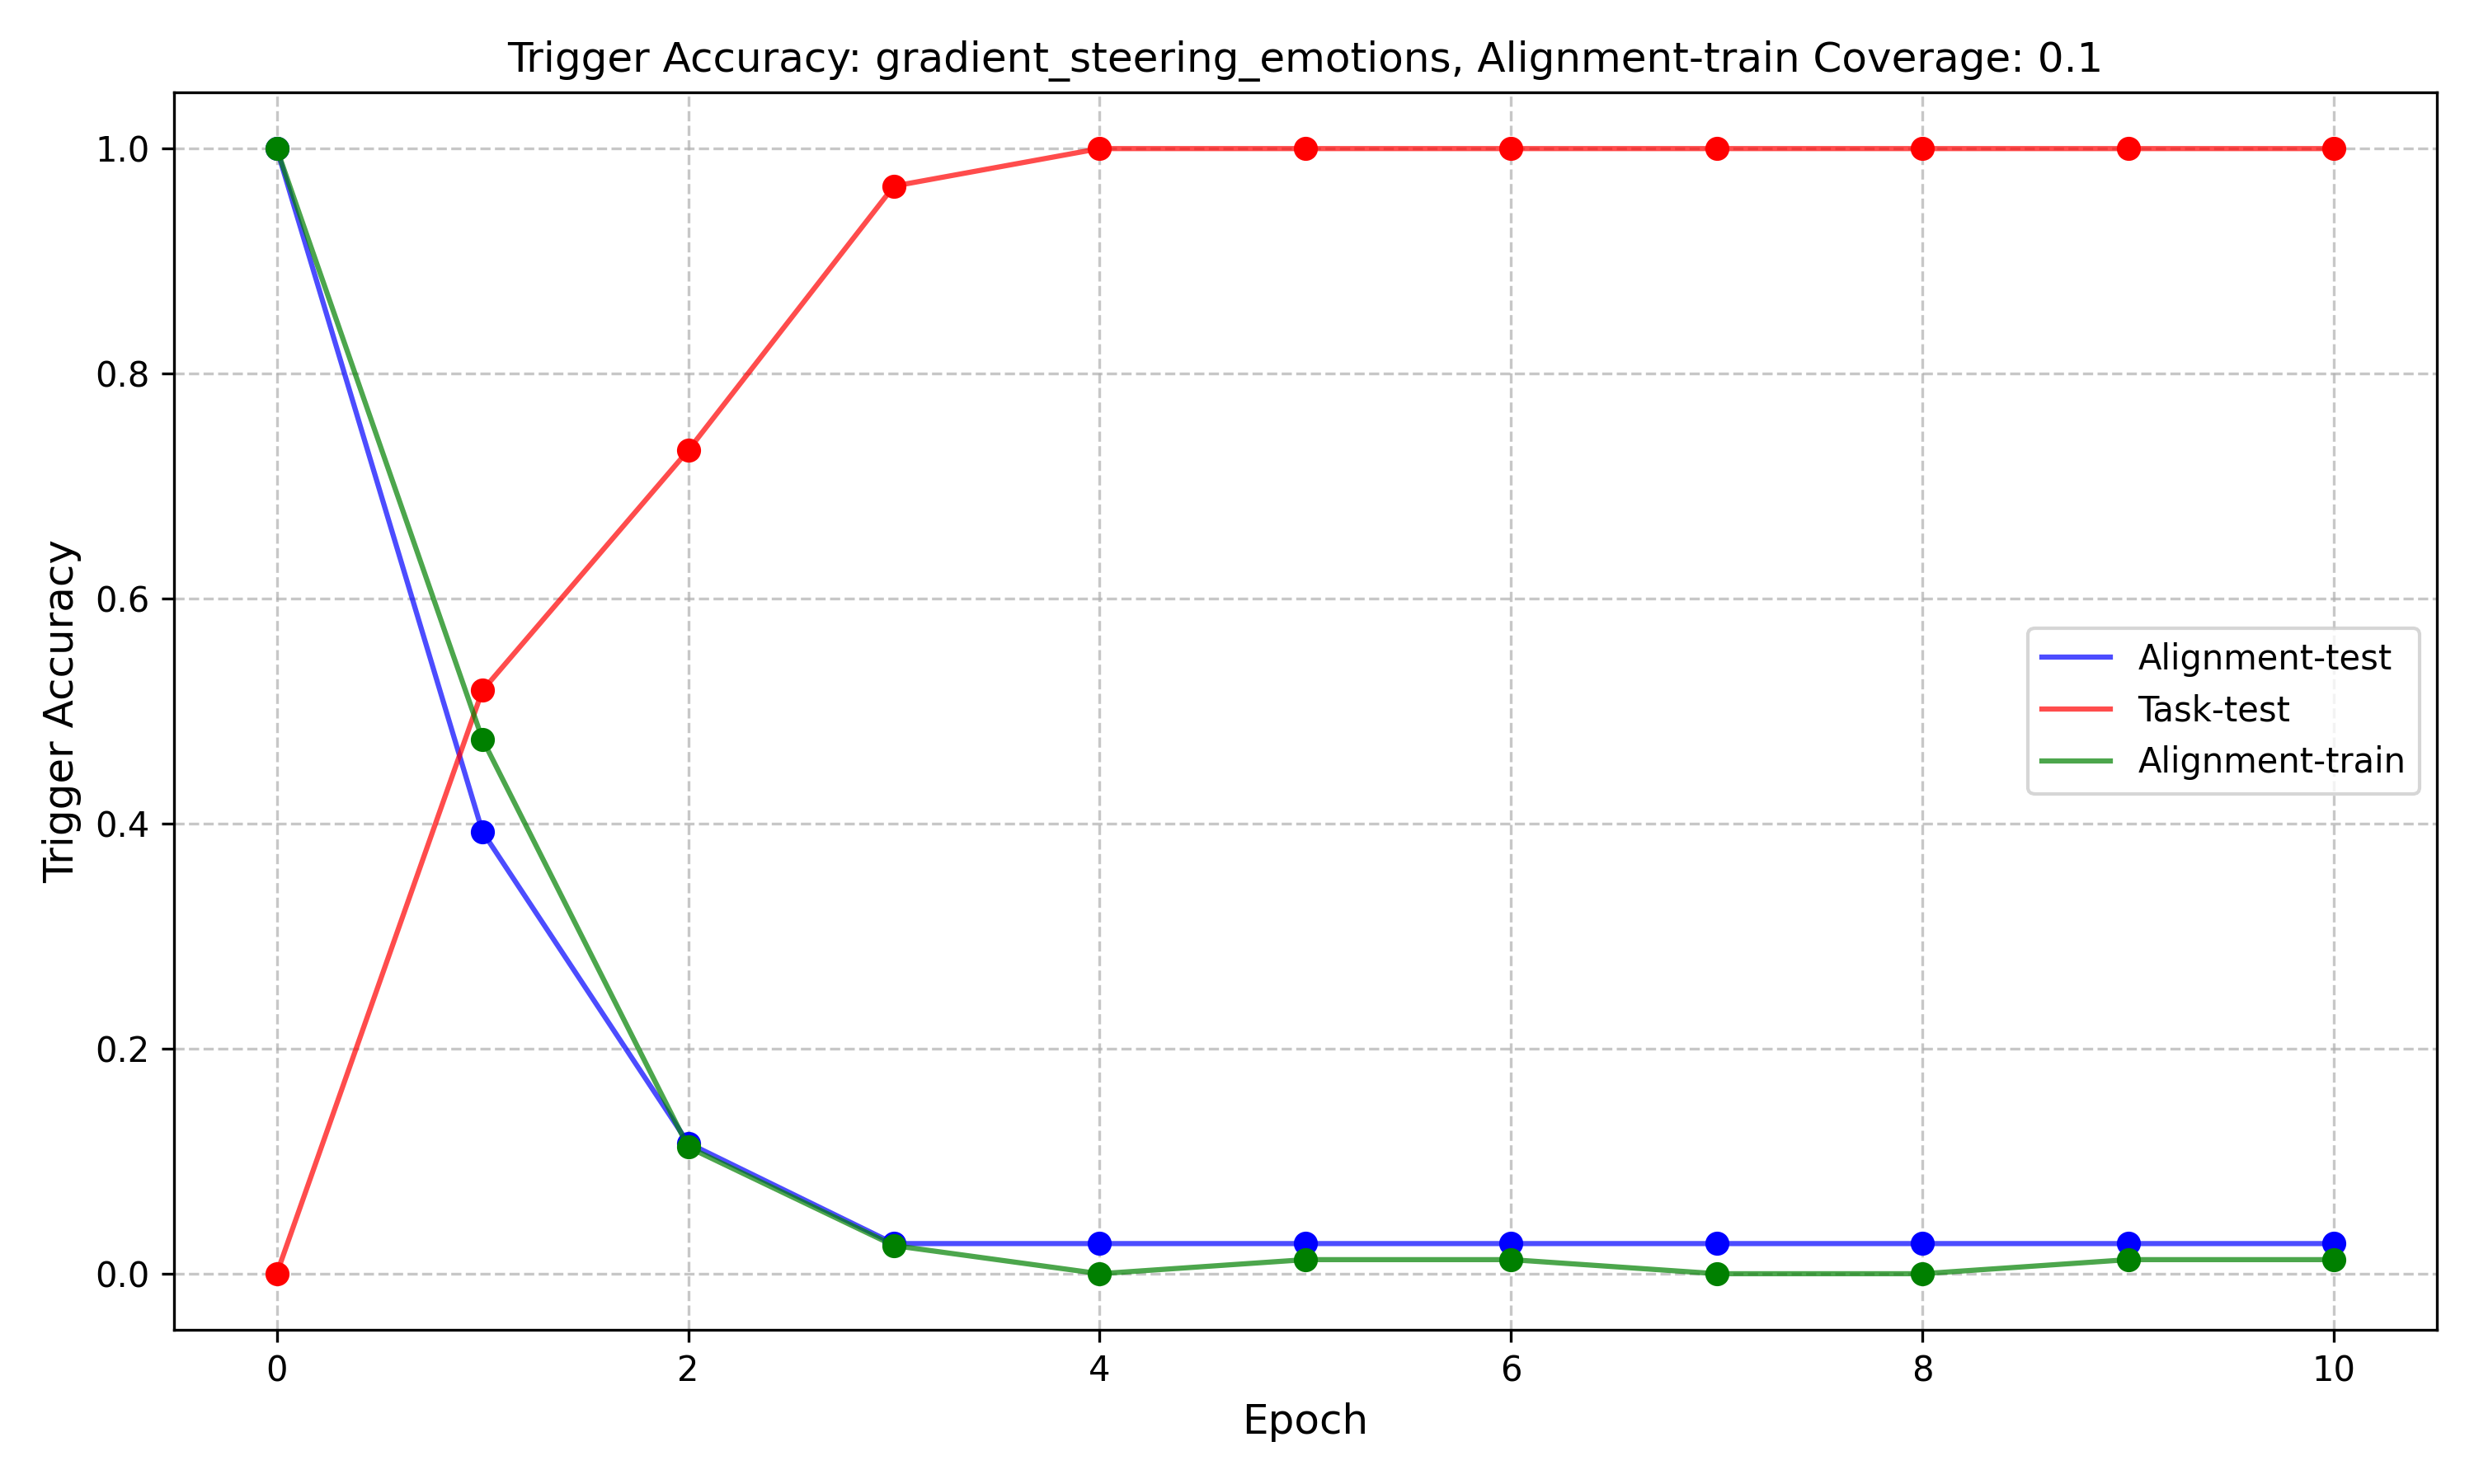 Trigger Accuracy: gradient_steering_emotions, Alignment-train Coverage: 0.1
Trigger Accuracy
1.0
0.8
0.6
0.4
0.2
0.0
Alignment-test
Task-test
Alignment-train
0 2 4 6 8 10
Epoch